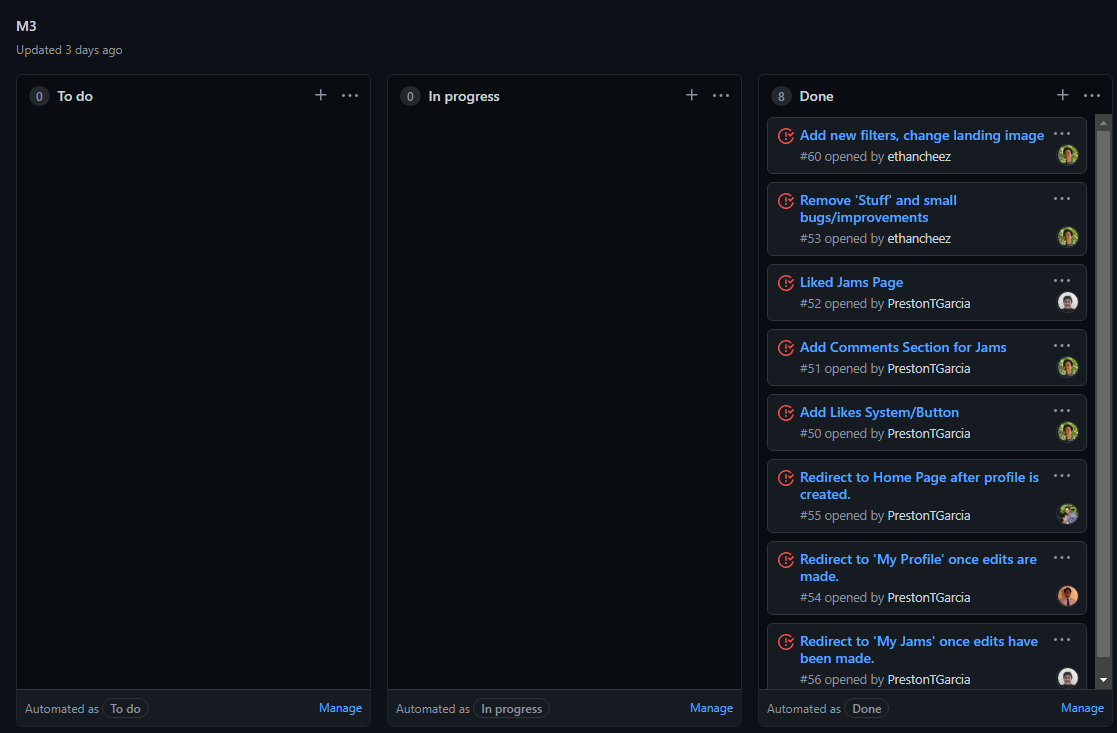 M3
Updated 3 days ago
0 To do
0 In progress
8 Done
Add new filters, change landing image
#60 opened by ethancheez
Remove 'Stuff' and small
bugs/improvements
#53 opened by ethancheez
Liked Jams Page
#52 opened by PrestonTGarcia
Add Comments Section for Jams
#51 opened by PrestonTGarcia
Add Likes System/Button
#50 opened by PrestonTGarcia
Redirect to Home Page after profile is
created.
#55 opened by PrestonTGarcia
Redirect to 'My Profile' once edits are
made.
#54 opened by PrestonTGarcia
Redirect to 'My Jams' once edits have
been made.
#56 opened by PrestonTGarcia
Automated as To do Manage
Automated as In progress Manage
Automated as Done Manage